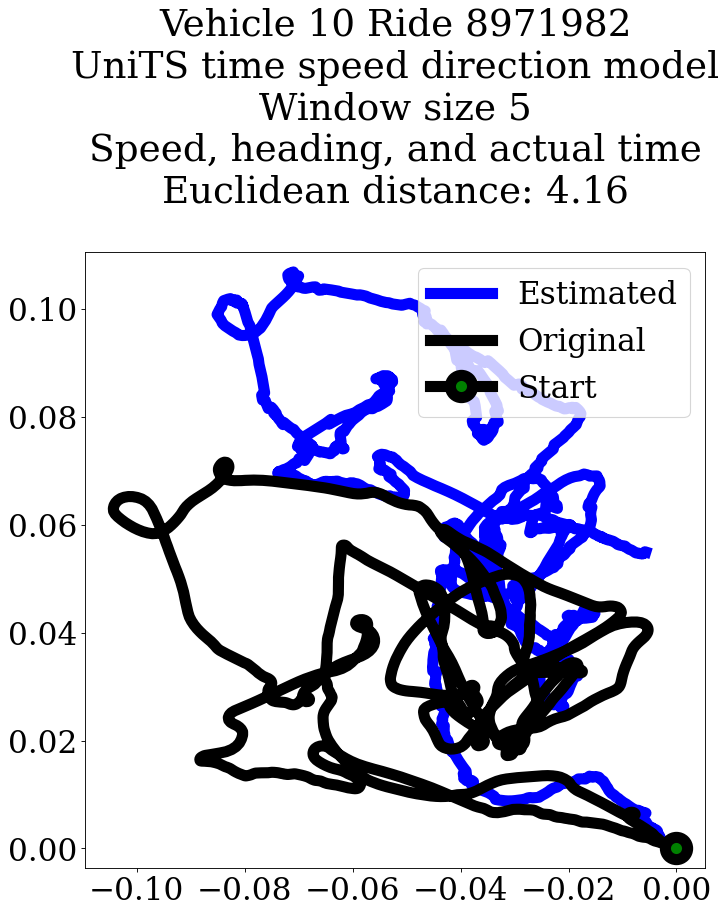 Vehicle 10 Ride 8971982
UniTS time speed direction model
Window size 5
Speed, heading, and actual time
Euclidean distance: 4.16
Estimated
Original
Start
0.10
0.08
0.06
0.04
0.02
0.00
−0.10 −0.08 −0.06 −0.04 −0.02 0.00